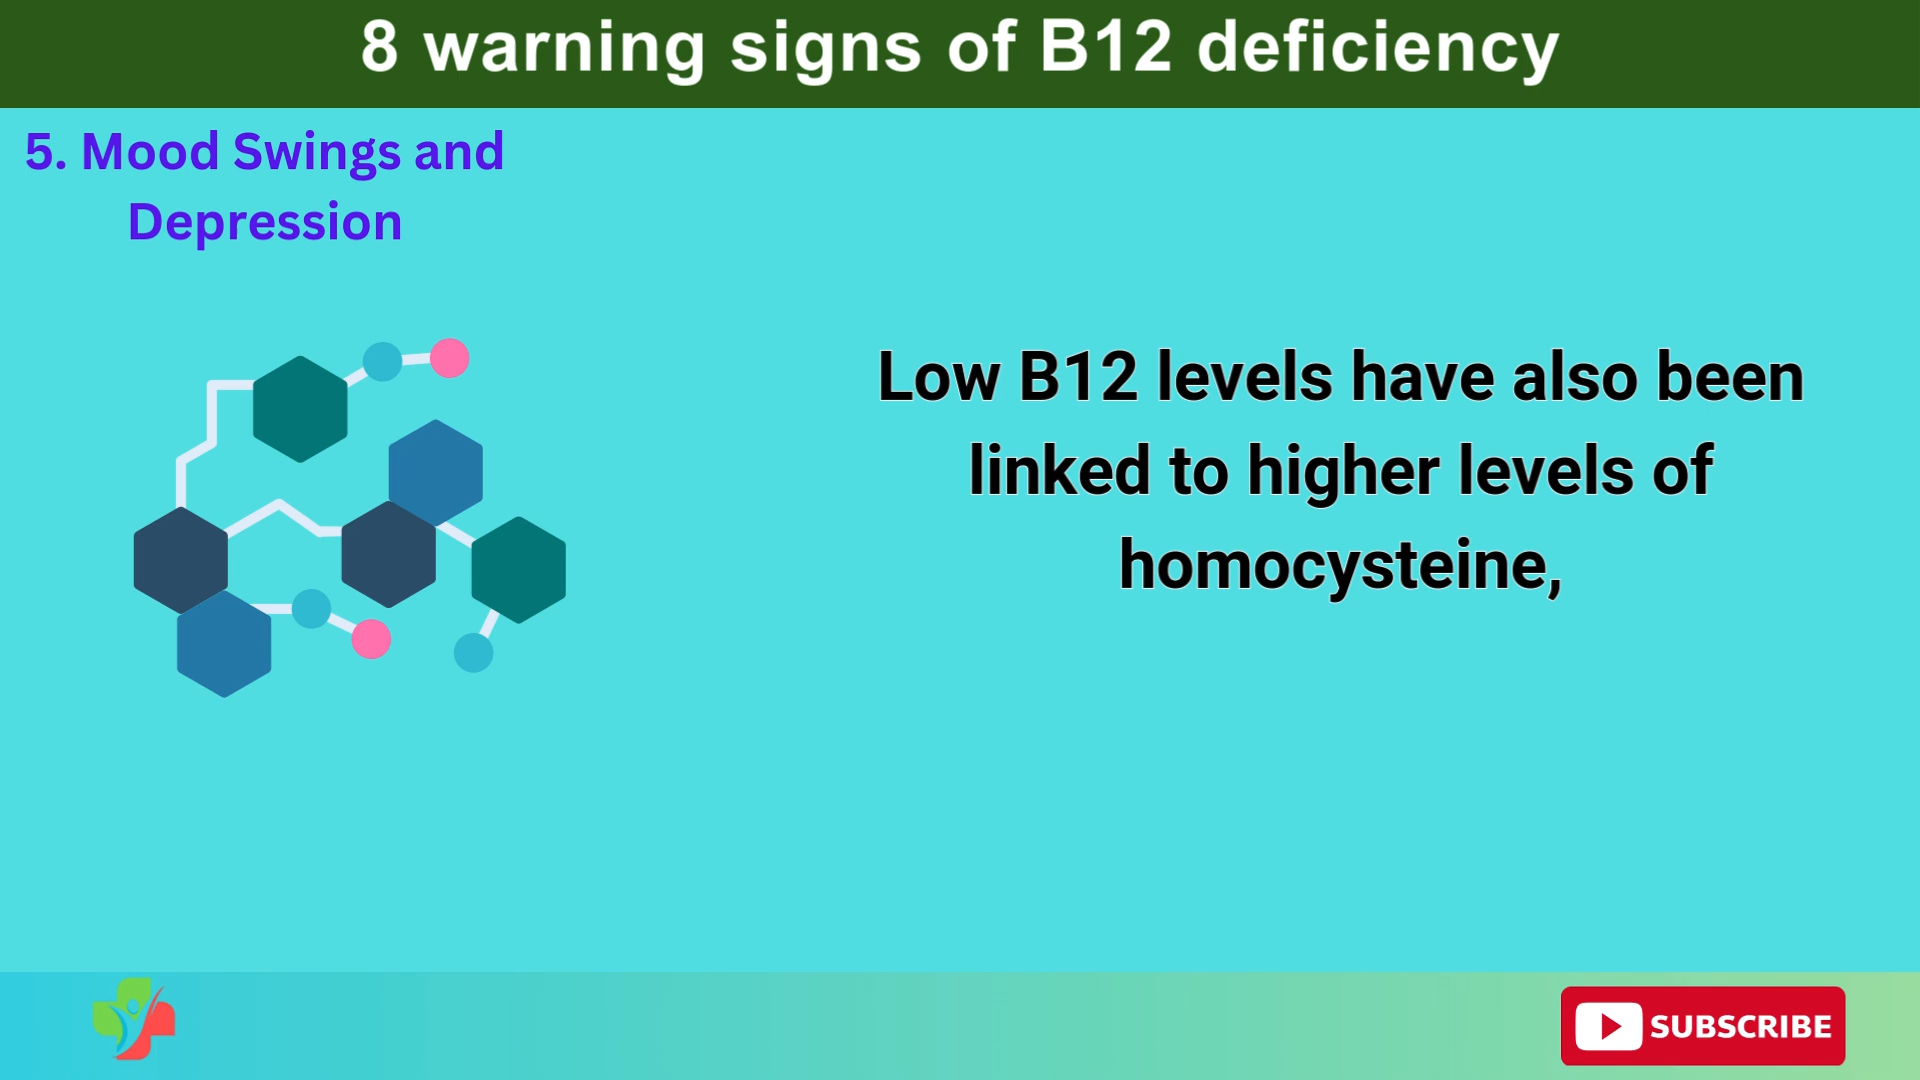 8 warning signs of B12 deficiency
5. Mood Swings and
Depression
Low B12 levels have also been
linked to higher levels of
homocysteine,
SUBSCRIBE